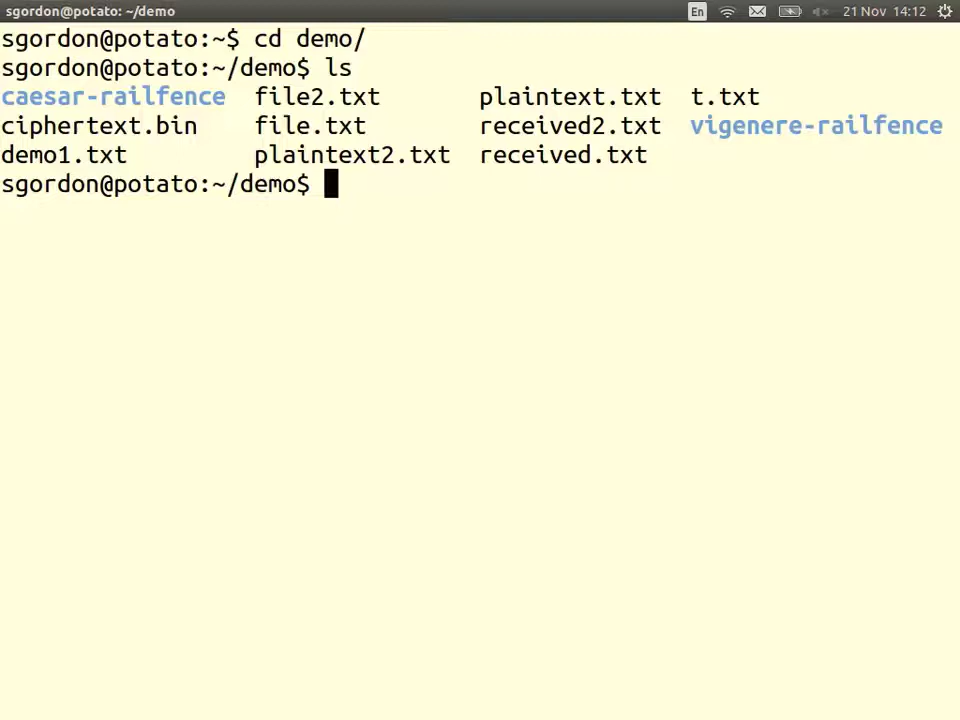 sgordon@potato: ~/demo En 21 Nov 14:12
sgordon@potato:~$ cd demo/
sgordon@potato:~/demo$ ls
caesar-railfence file2.txt plaintext.txt t.txt
ciphertext.bin file.txt received2.txt vigenere-railfence
demo1.txt plaintext2.txt received.txt
sgordon@potato:~/demo$